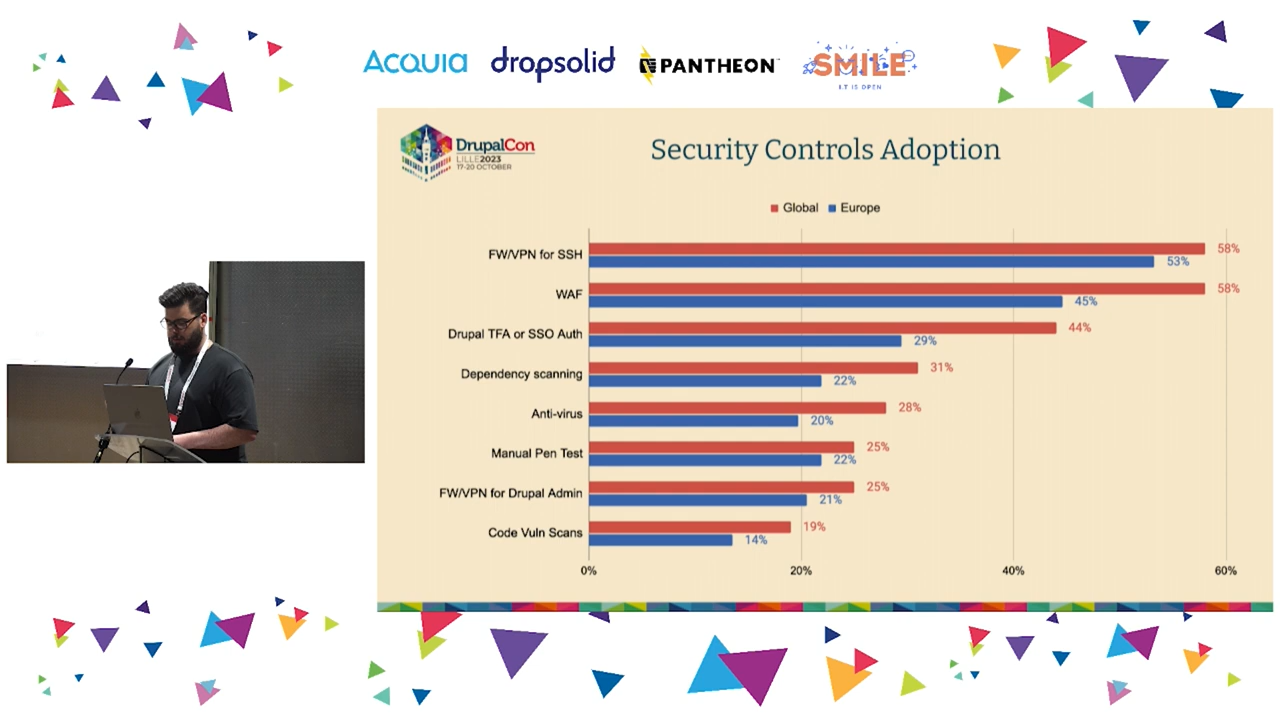 ACQUIA
dropsolid
PANTHEON
SMILE
I.T IS OPEN
DrupalCon
LILLE2023
17-20 OCTOBER
Security Controls Adoption
Global Europe
FW/VPN for SSH 58%
53%
WAF 58%
45%
Drupal TFA or SSO Auth 44%
29%
Dependency scanning 31%
22%
Anti-virus 28%
20%
Manual Pen Test 25%
22%
FW/VPN for Drupal Admin 25%
21%
Code Vuln Scans 19%
14%
0% 20% 40% 60%